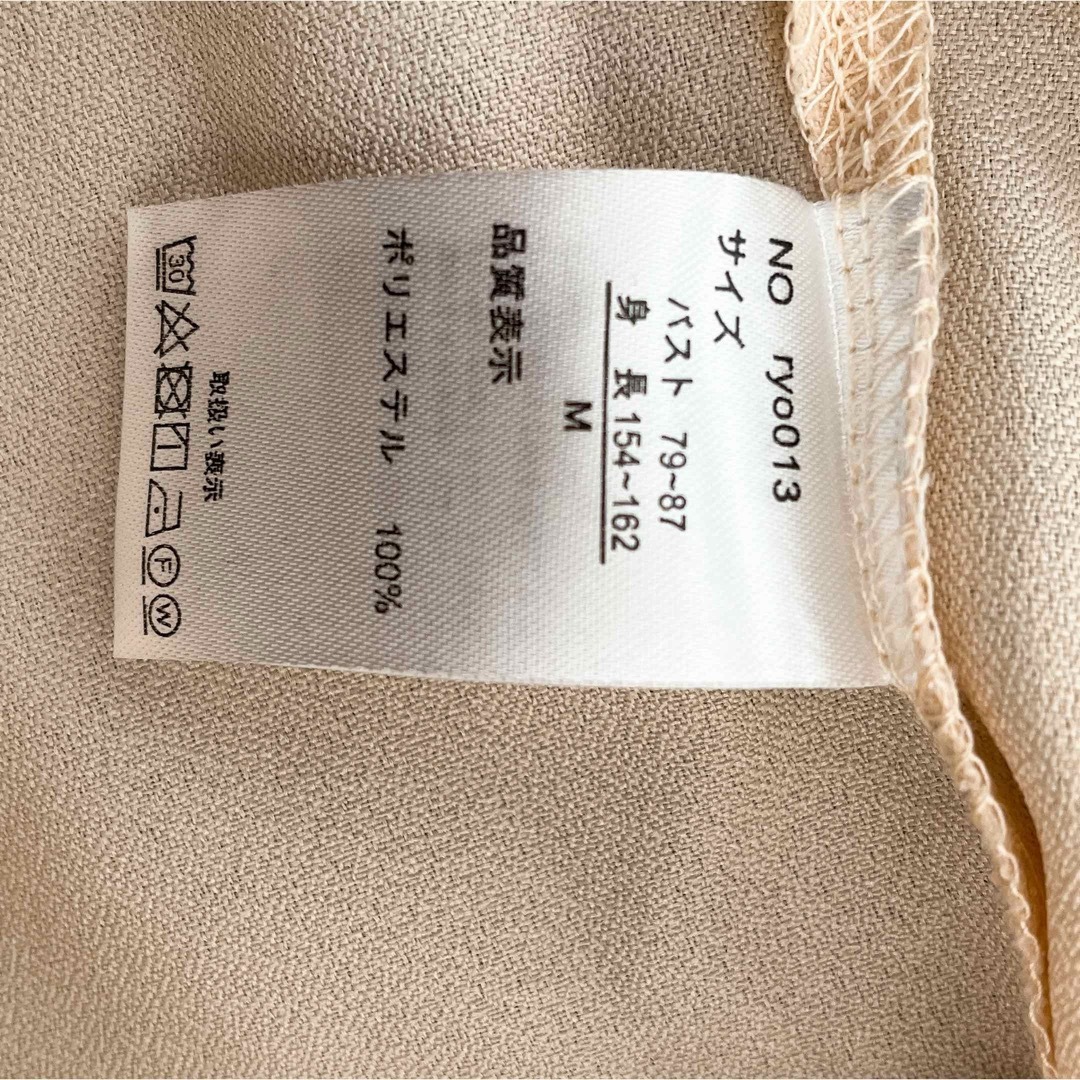 NO ryo013
サイズ
バスト 79~87
身 長 154~162
M
品質表示
ポリエステル 100%
取扱い表示
30
F
W